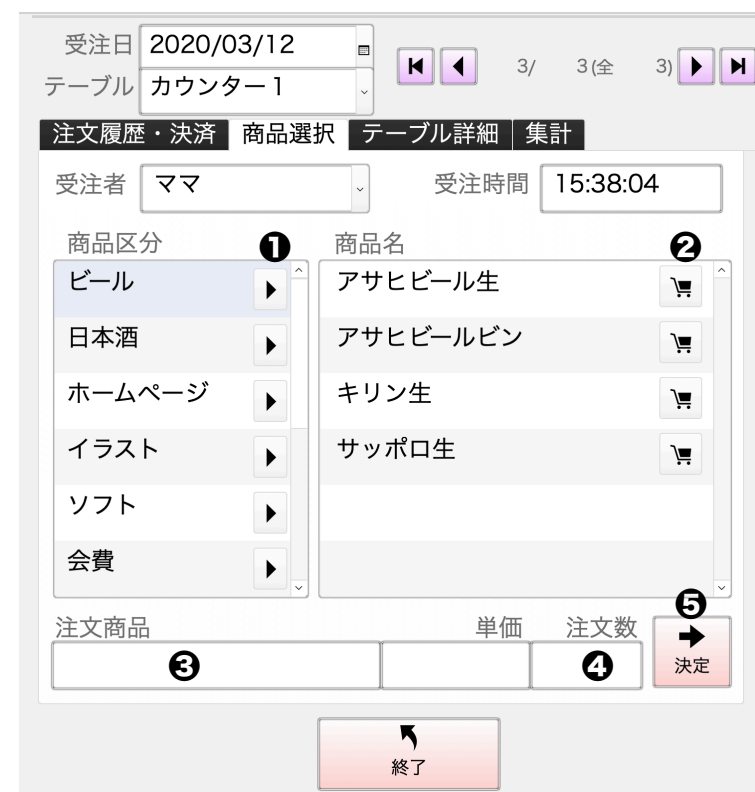 受注日 2020/03/12
テーブル カウンター1
3/ 3(全 3)
注文履歴・決済 商品選択 テーブル詳細 集計
受注者 ママ 受注時間 15:38:04
商品区分 ❶ 商品名 ❷
ビール アサヒビール生
日本酒 アサヒビールビン
ホームページ キリン生
イラスト サッポロ生
ソフト
会費
❺
注文商品 単価 注文数
❸ ❹ 決定
終了